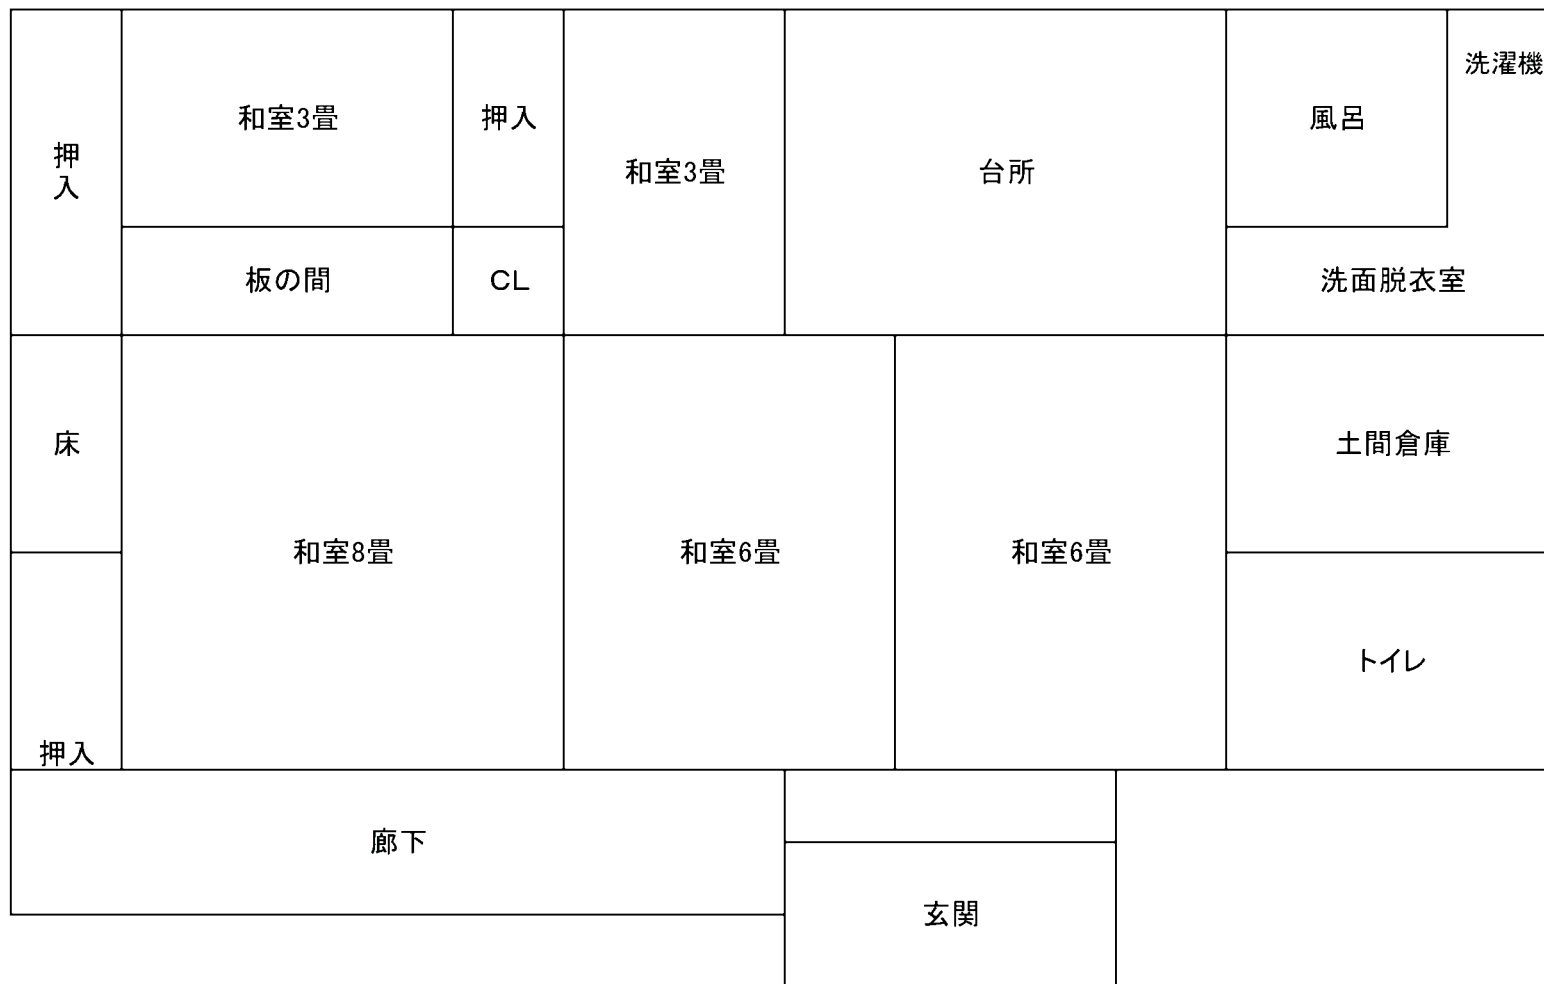 洗濯機
和室3畳
押入
風呂
押
入
和室3畳
台所
板の間
CL
洗面脱衣室
床
土間倉庫
和室8畳
和室6畳
和室6畳
トイレ
押入
廊下
玄関